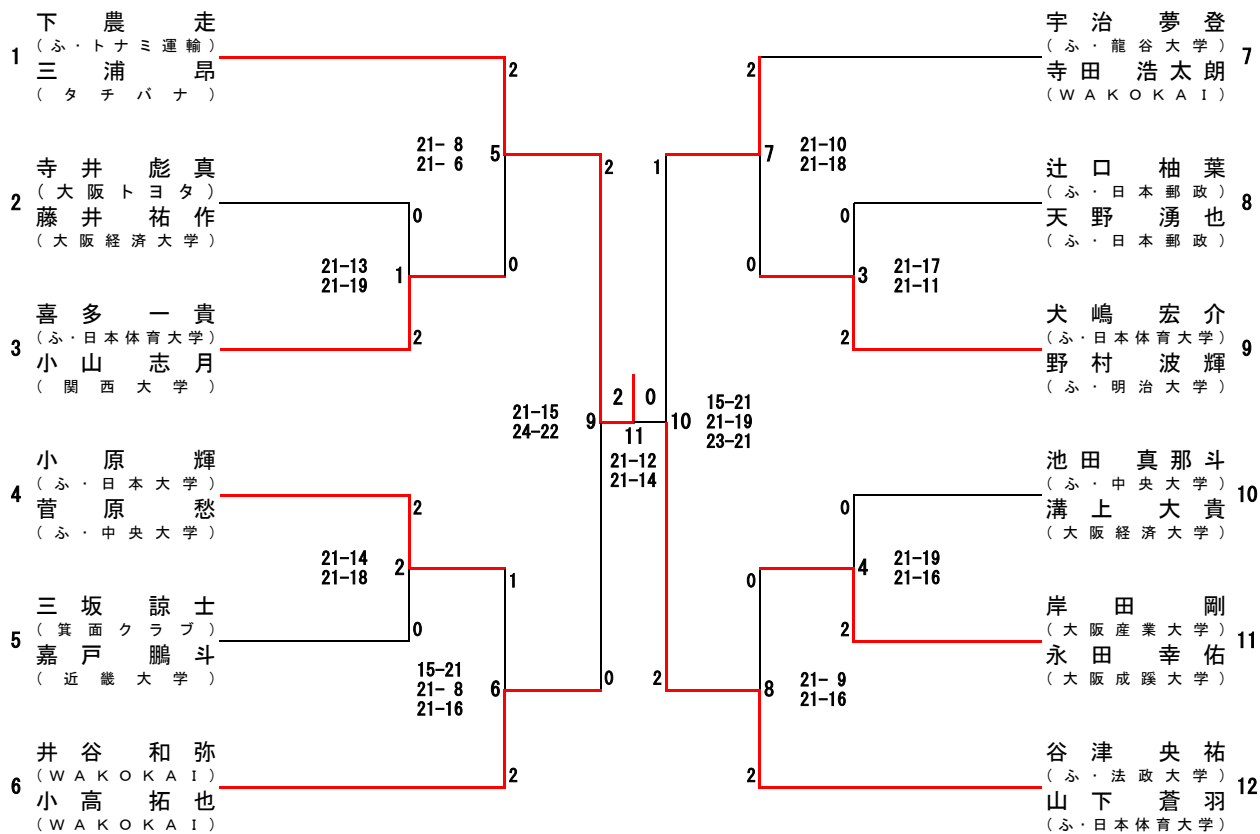 1
下 農 走
(ふ・トナミ運輸)
三 浦 昂
(タチバナ)
2
寺 井 彪 真
(大阪トヨタ)
藤 井 祐 作
(大阪経済大学)
3
喜 多 一 貴
(ふ・日本体育大学)
小 山 志 月
(関西大学)
4
小 原 輝
(ふ・日本大学)
菅 原 愁
(ふ・中央大学)
5
三 坂 諒 士
(箕面クラブ)
嘉 戸 鵬 斗
(近畿大学)
6
井 谷 和 弥
(WAKOKAI)
小 高 拓 也
(WAKOKAI)
2
21- 8
21- 6
5
0
0
21-13
21-19
1
2
2
21-14
21-18
2
0
1
15-21
21- 8
21-16
6
2
2
21-15
24-22
9
0
2
0
11
21-12
21-14
1
10
15-21
21-19
23-21
2
2
7
21-10
21-18
0
0
3
21-17
21-11
2
0
4
21-19
21-16
2
0
8
21- 9
21-16
2
宇 治 夢 登
(ふ・龍谷大学)
寺 田 浩 太 朗
(WAKOKAI)
7
辻 口 柚 葉
(ふ・日本郵政)
天 野 湧 也
(ふ・日本郵政)
8
犬 嶋 宏 介
(ふ・日本体育大学)
野 村 波 輝
(ふ・明治大学)
9
池 田 真 那 斗
(ふ・中央大学)
溝 上 大 貴
(大阪経済大学)
10
岸 田 剛
(大阪産業大学)
永 田 幸 佑
(大阪成蹊大学)
11
谷 津 央 祐
(ふ・法政大学)
山 下 蒼 羽
(ふ・日本体育大学)
12